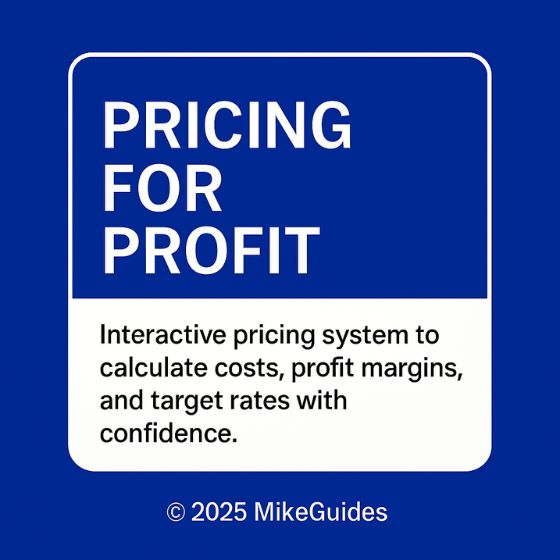 PRICING
FOR
PROFIT
Interactive pricing system to
calculate costs, profit margins,
and target rates with
confidence.
© 2025 MikeGuides